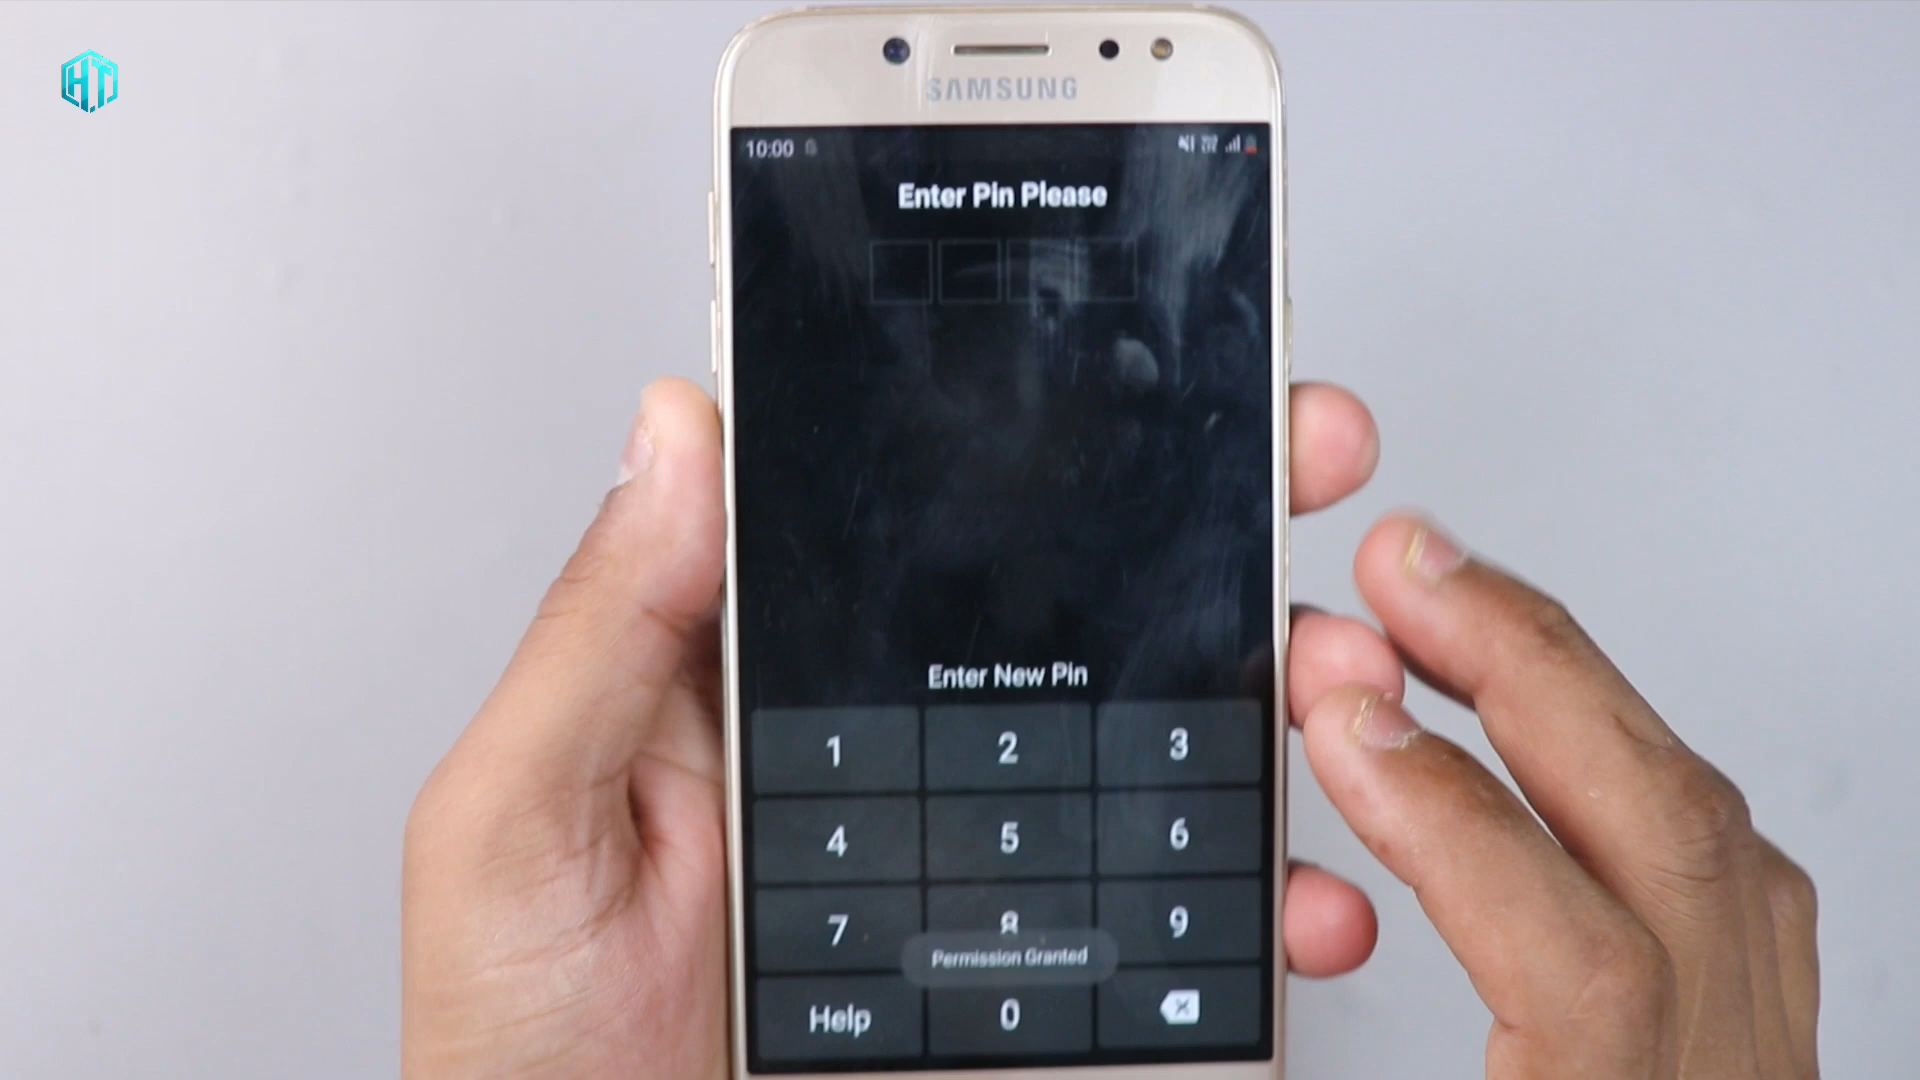 HT
SAMSUNG
10:00
Enter Pin Please
Enter New Pin
1 2 3
4 5 6
7 8 9
Permission Granted
Help 0